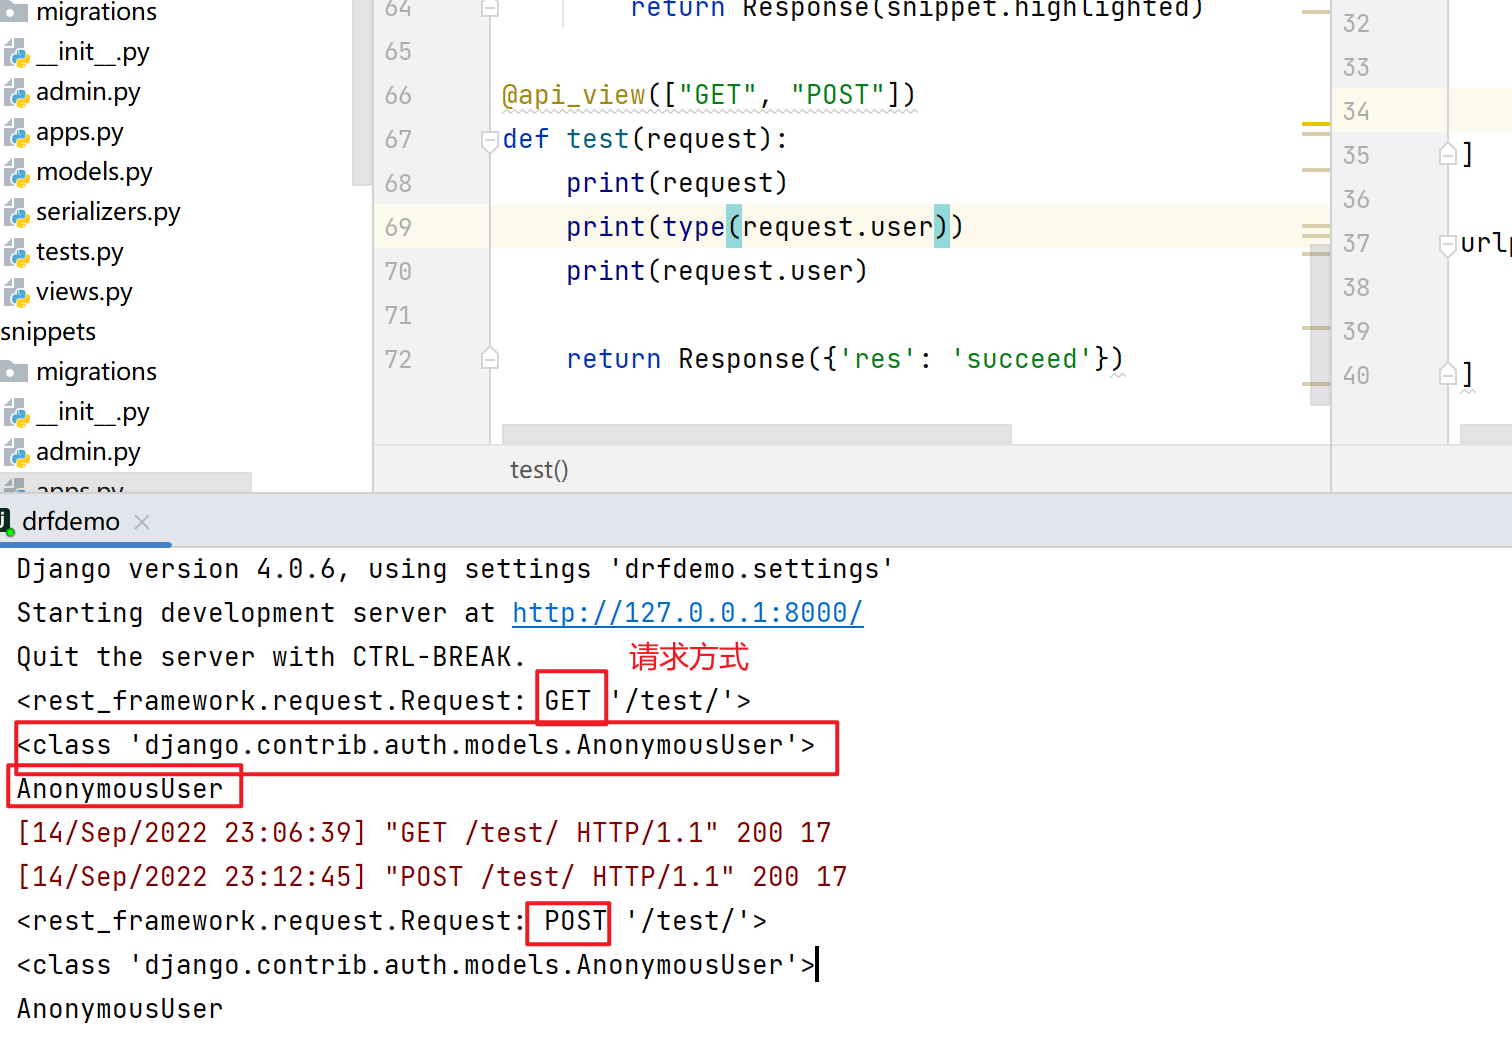 migrations
__init__.py
admin.py
apps.py
models.py
serializers.py
tests.py
views.py
snippets
migrations
__init__.py
admin.py
apps.py
64 return Response(snippet.highlighted)
65
66 @api_view(["GET", "POST"])
67 def test(request):
68 print(request)
69 print(type(request.user))
70 print(request.user)
71
72 return Response({'res': 'succeed'})
test()
32
33
34
35 ]
36
37 urlp
38
39
40 ]
drfdemo
Django version 4.0.6, using settings 'drfdemo.settings'
Starting development server at http://127.0.0.1:8000/
Quit the server with CTRL-BREAK. 请求方式
<rest_framework.request.Request: GET '/test/'>
<class 'django.contrib.auth.models.AnonymousUser'>
AnonymousUser
[14/Sep/2022 23:06:39] "GET /test/ HTTP/1.1" 200 17
[14/Sep/2022 23:12:45] "POST /test/ HTTP/1.1" 200 17
<rest_framework.request.Request: POST '/test/'>
<class 'django.contrib.auth.models.AnonymousUser'>
AnonymousUser